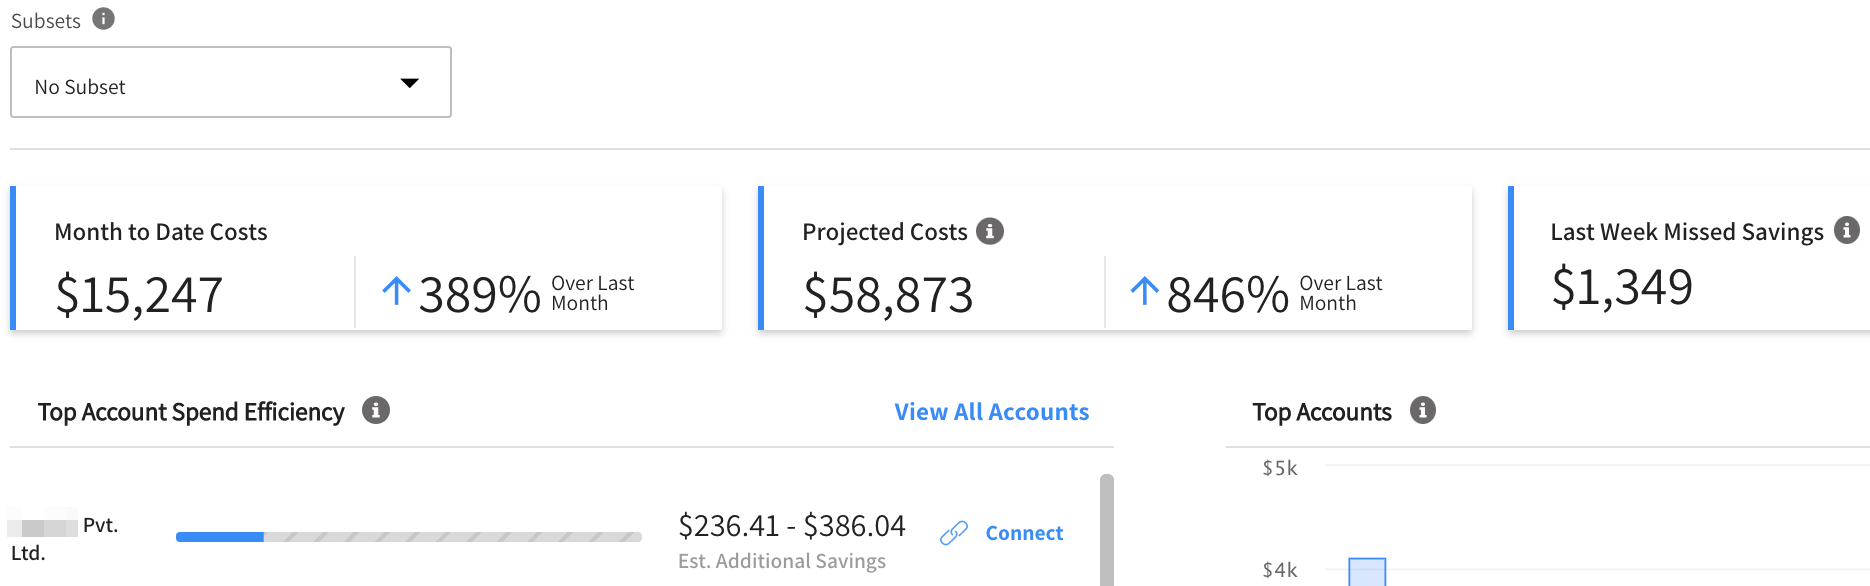 Subsets
No Subset
Month to Date Costs
$15,247
389%
Over Last
Month
Projected Costs
$58,873
846%
Over Last
Month
Last Week Missed Savings
$1,349
Top Account Spend Efficiency
View All Accounts
Pvt.
Ltd.
$236.41 - $386.04
Est. Additional Savings
Connect
Top Accounts
$5k
$4k